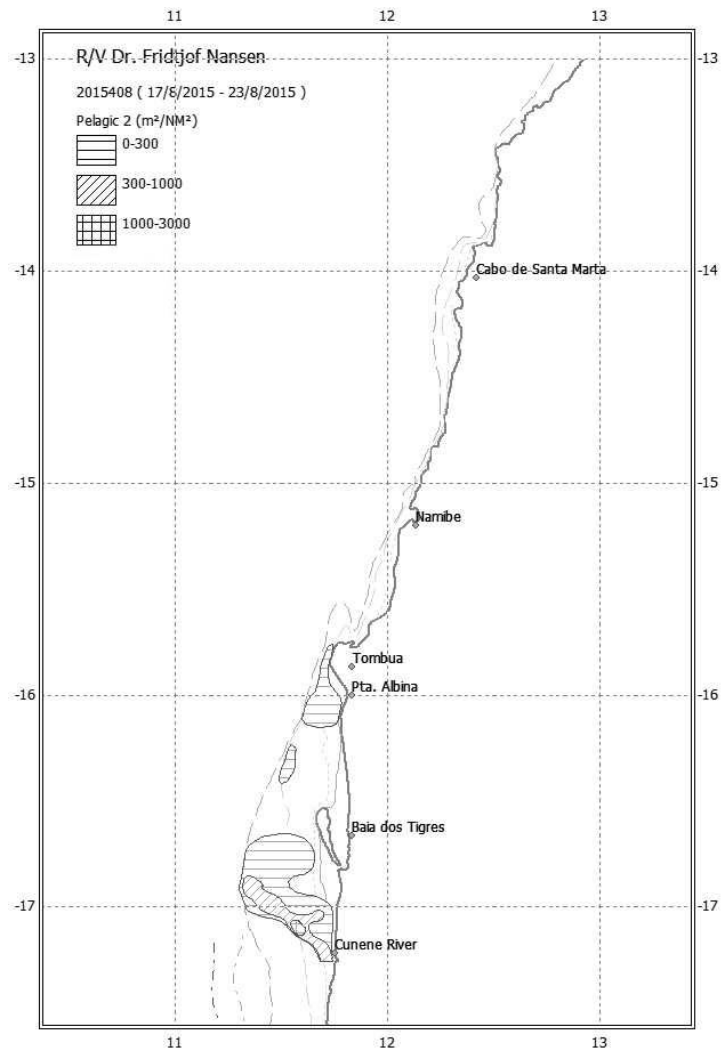 11 12 13
R/V Dr. Fridtjof Nansen
2015408 ( 17/8/2015 - 23/8/2015 )
Pelagic 2 (m²/NM²)
0-300
300-1000
1000-3000
-13 -13
-14 -14
Cabo de Santa Marta
-15 -15
Namibe
Tombua
-16 Pta. Albina -16
Baia dos Tigres
-17 -17
Cunene River
11 12 13